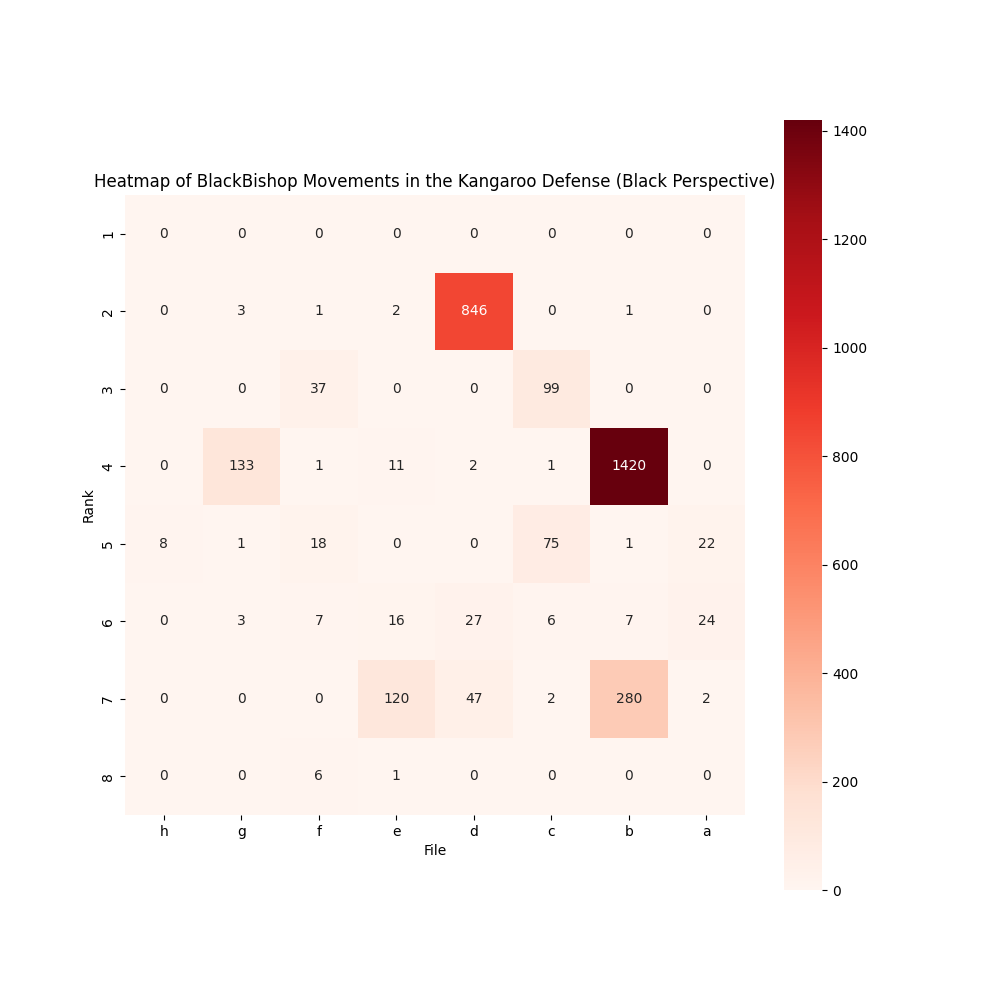 Heatmap of BlackBishop Movements in the Kangaroo Defense (Black Perspective)
Rank
1 0 0 0 0 0 0 0 0
2 0 3 1 2 846 0 1 0
3 0 0 37 0 0 99 0 0
4 0 133 1 11 2 1 1420 0
5 8 1 18 0 0 75 1 22
6 0 3 7 16 27 6 7 24
7 0 0 0 120 47 2 280 2
8 0 0 6 1 0 0 0 0
h g f e d c b a
File
1400
1200
1000
800
600
400
200
0